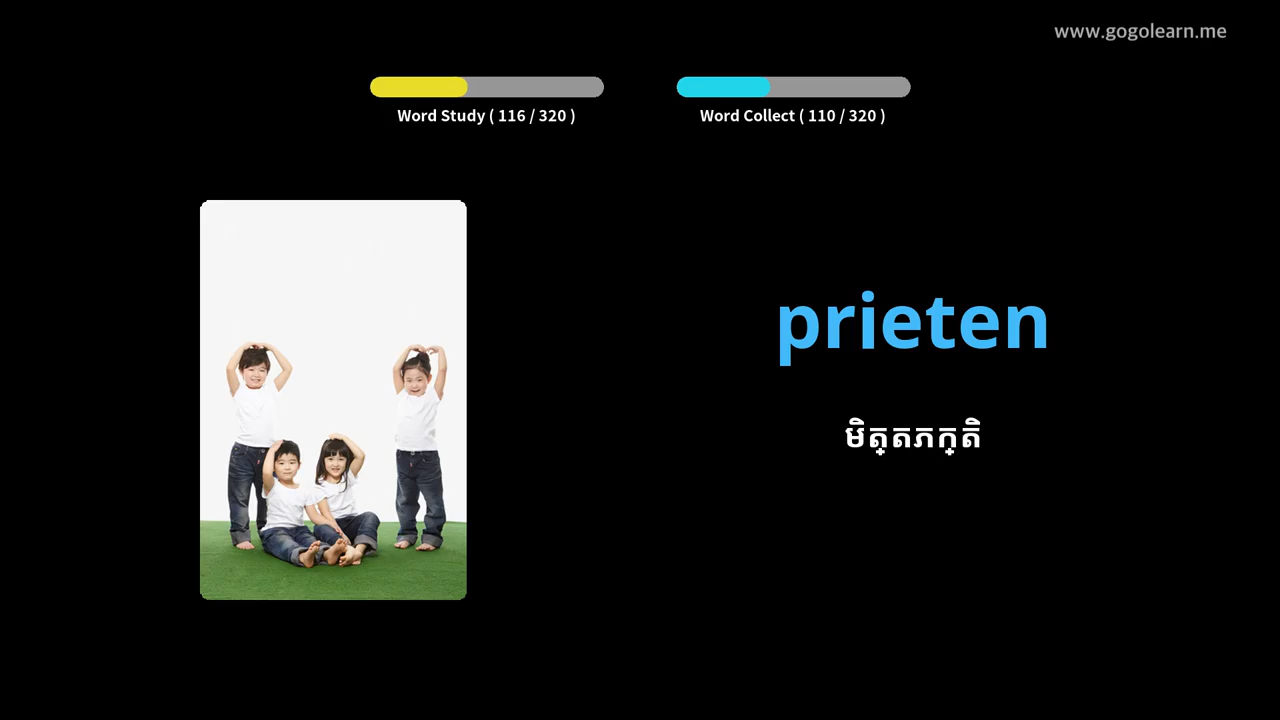 www.gogolearn.me
Word Study ( 116 / 320 )
Word Collect ( 110 / 320 )
prieten
មិត្តភក្តិ